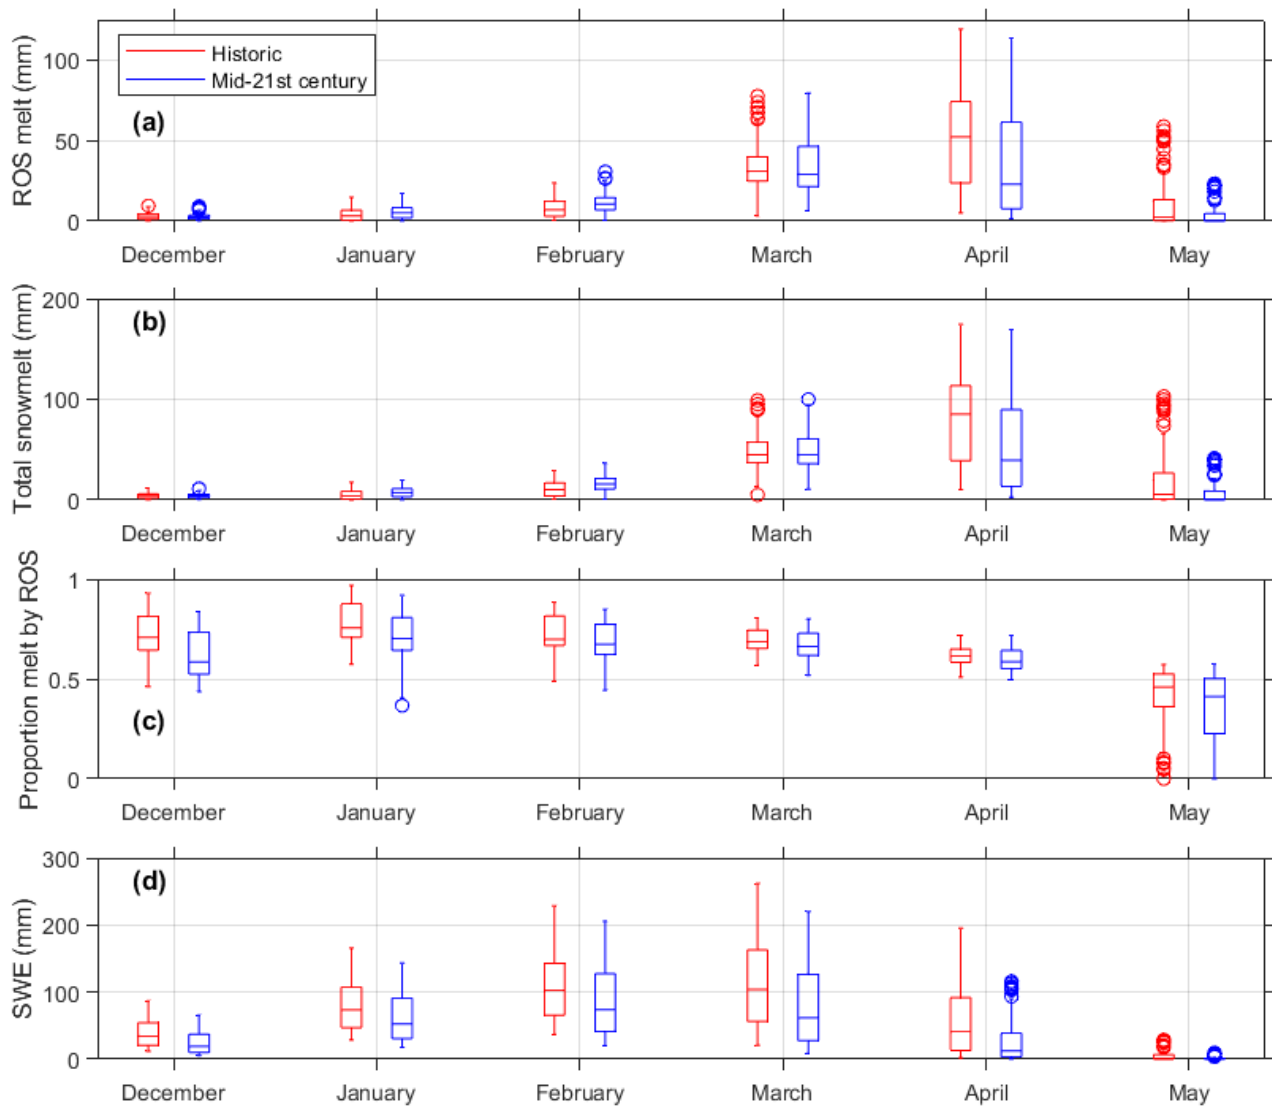 ROS melt (mm)
100
50
0
Historic
Mid-21st century
(a)
December January February March April May
Total snowmelt (mm)
200
100
0
(b)
December January February March April May
Proportion melt by ROS
1
0.5
0
(c)
December January February March April May
SWE (mm)
300
200
100
0
(d)
December January February March April May